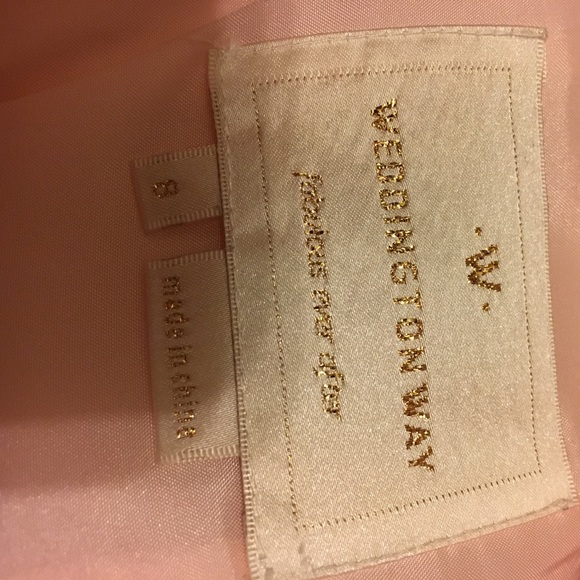 ·W·
WEDDINGTON WAY
fabulous ever after
8
made in china